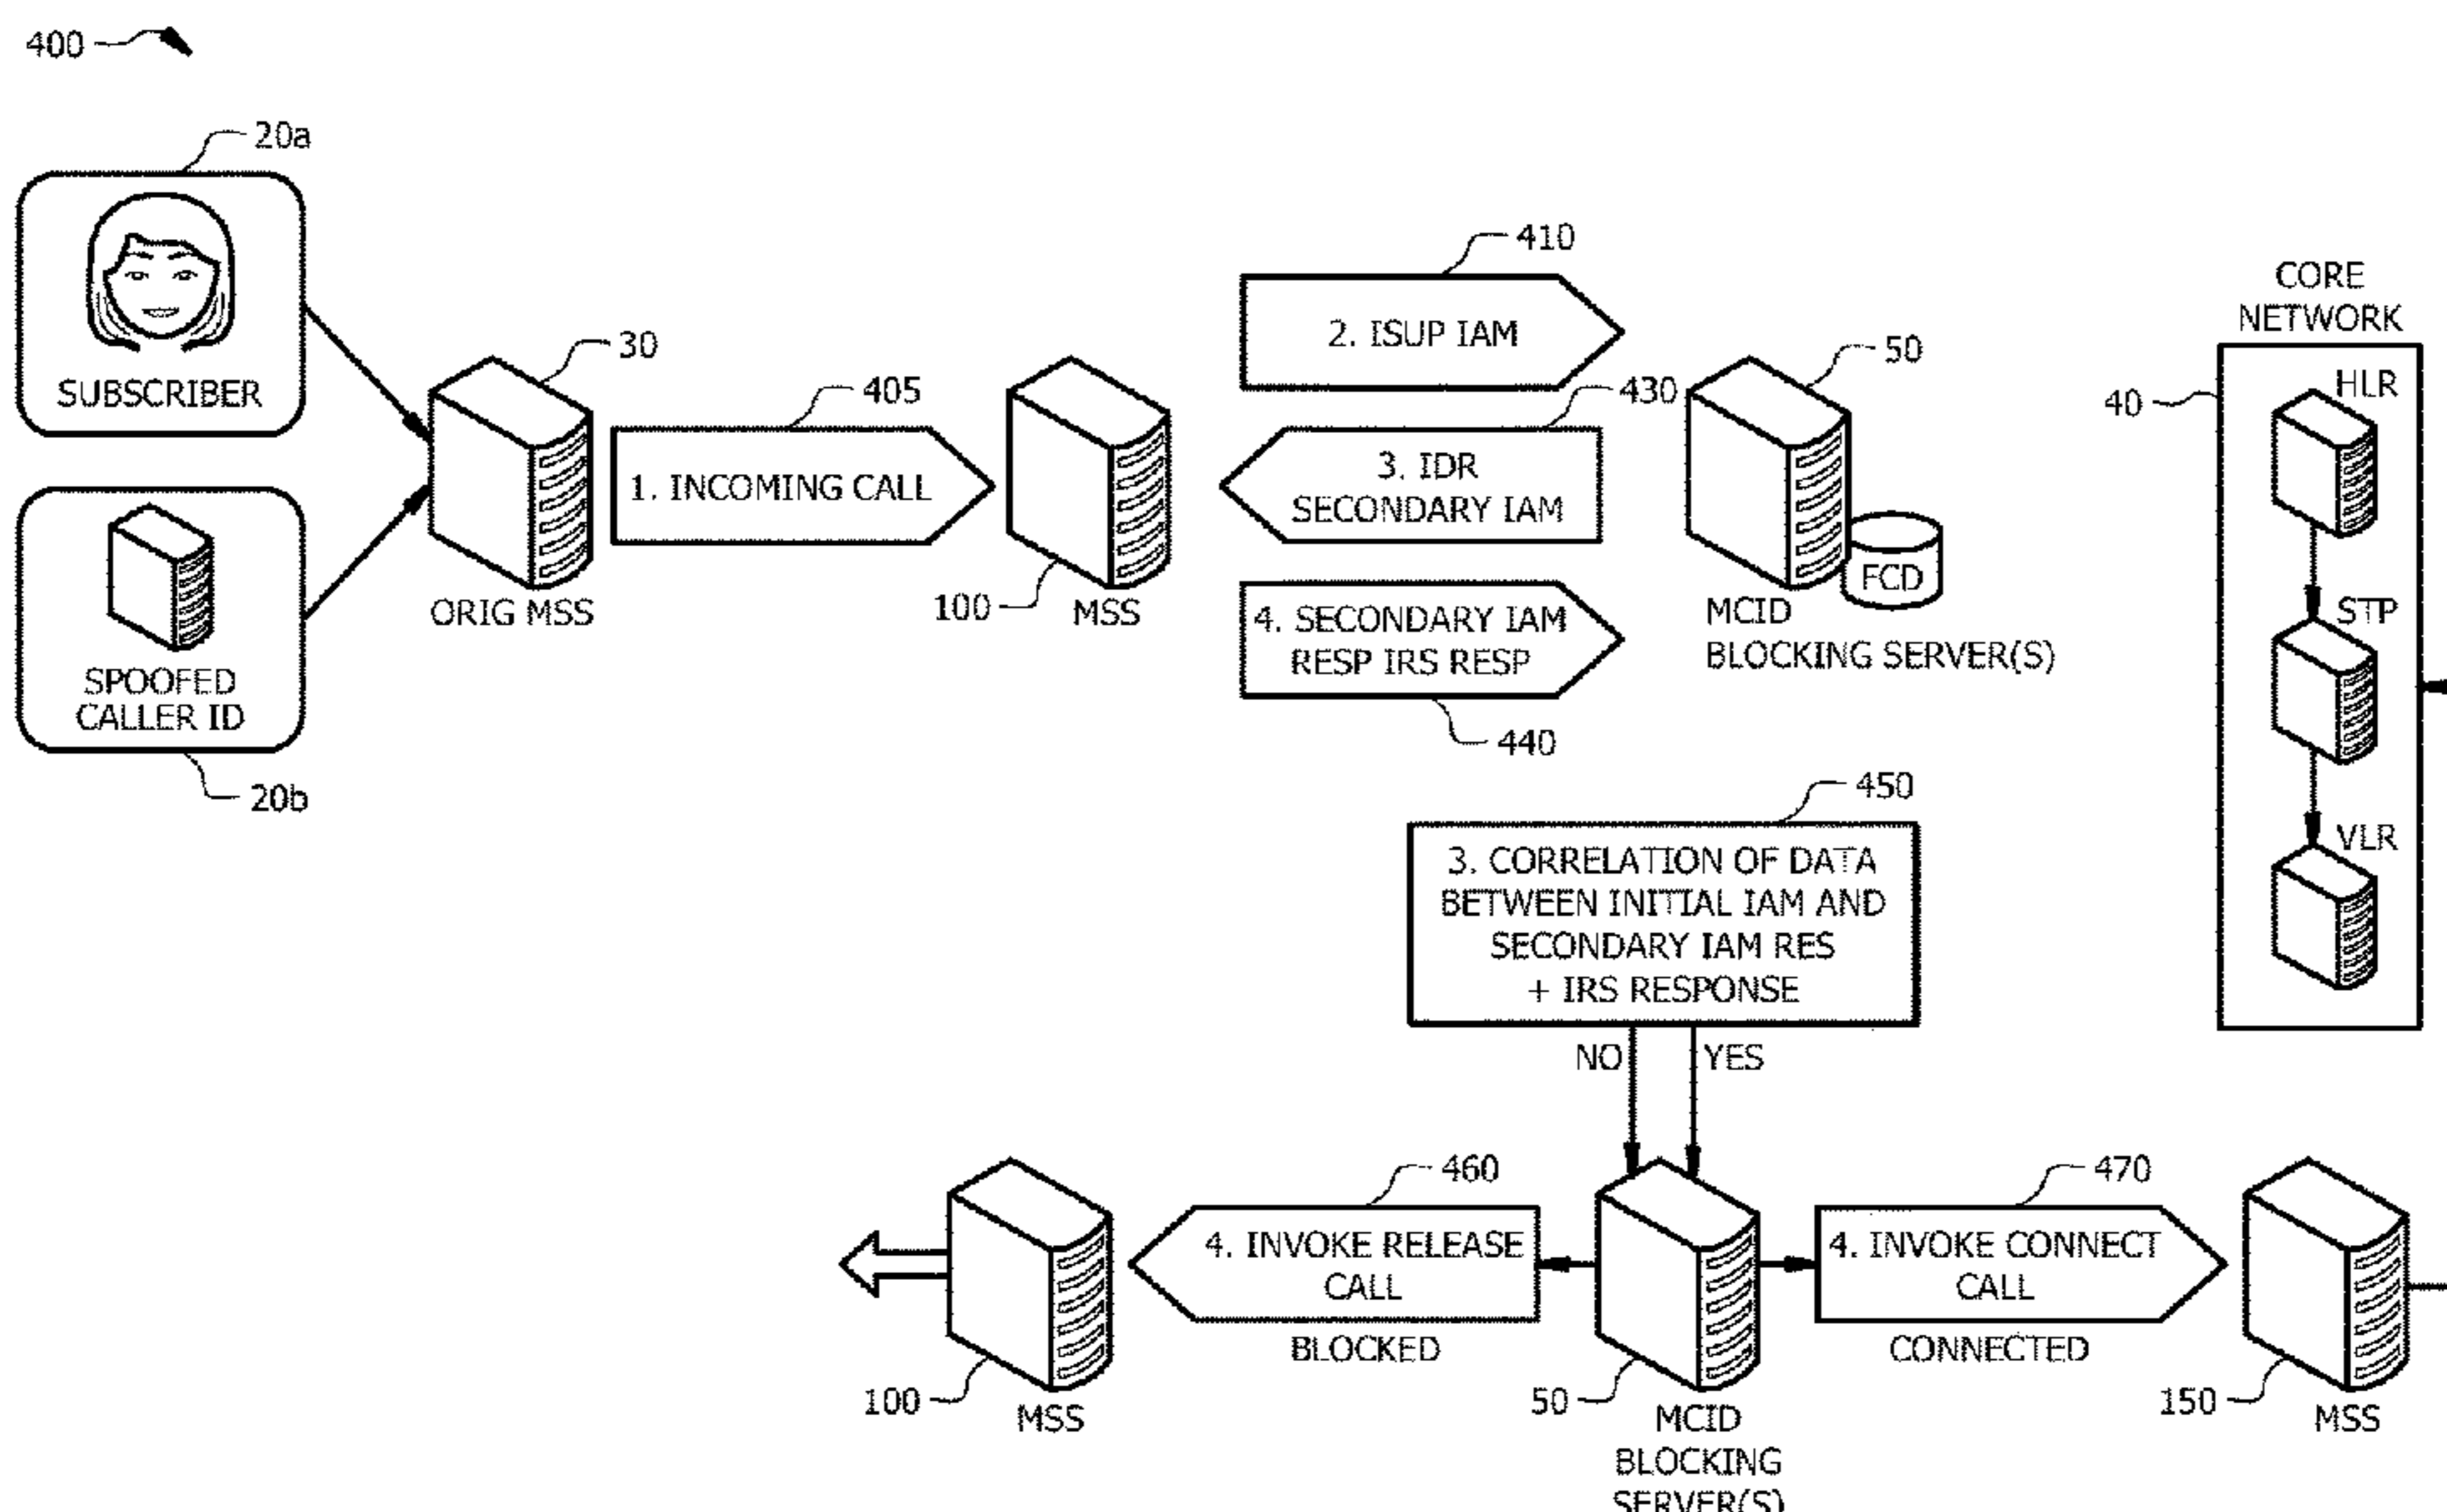 400
20a
SUBSCRIBER
SPOOFED
CALLER ID
20b
30
ORIG MSS
405
1. INCOMING CALL
100
MSS
410
2. ISUP IAM
430
3. IDR
SECONDARY IAM
4. SECONDARY IAM
RESP IRS RESP
440
50
FCD
MCID
BLOCKING SERVER(S)
CORE
NETWORK
40
HLR
STP
VLR
450
3. CORRELATION OF DATA
BETWEEN INITIAL IAM AND
SECONDARY IAM RES
+ IRS RESPONSE
NO
YES
460
4. INVOKE RELEASE
CALL
BLOCKED
100
MSS
50
MCID
BLOCKING
SERVER(S)
470
4. INVOKE CONNECT
CALL
CONNECTED
150
MSS